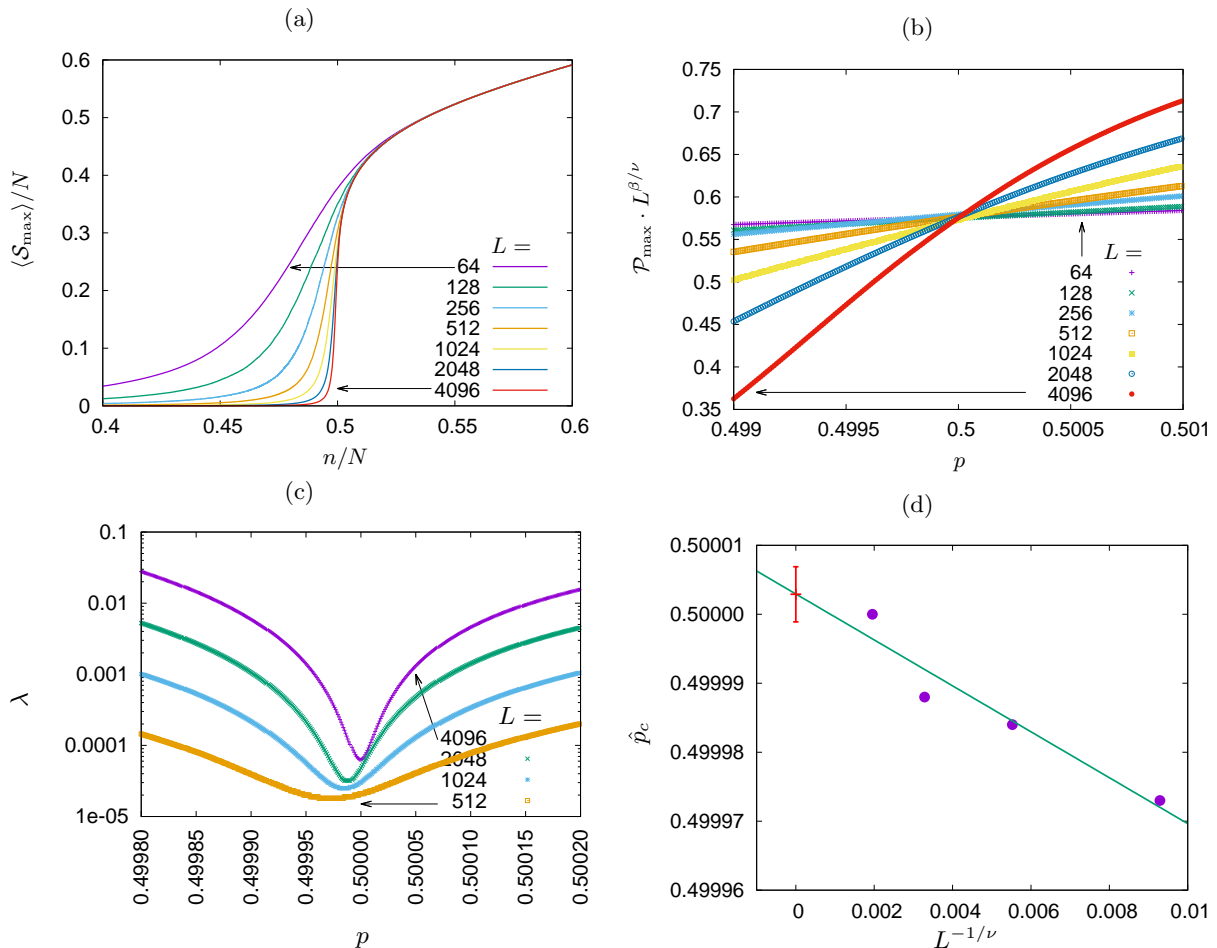 (a)
0.6
0.5
0.4
0.3
0.2
0.1
0
⟨𝒮max⟩/N
L =
64
128
256
512
1024
2048
4096
0.4 0.45 0.5 0.55 0.6
n/N
(b)
0.75
0.7
0.65
0.6
0.55
0.5
0.45
0.4
0.35
𝒫max · L^{β/ν}
L =
64
128
256
512
1024
2048
4096
0.499 0.4995 0.5 0.5005 0.501
p
(c)
0.1
0.01
0.001
0.0001
1e-05
λ
L =
4096
2048
1024
512
0.49980 0.49985 0.49990 0.49995 0.50000 0.50005 0.50010 0.50015 0.50020
p
(d)
0.50001
0.50000
0.49999
0.49998
0.49997
0.49996
p̂c
0 0.002 0.004 0.006 0.008 0.01
L^{−1/ν}